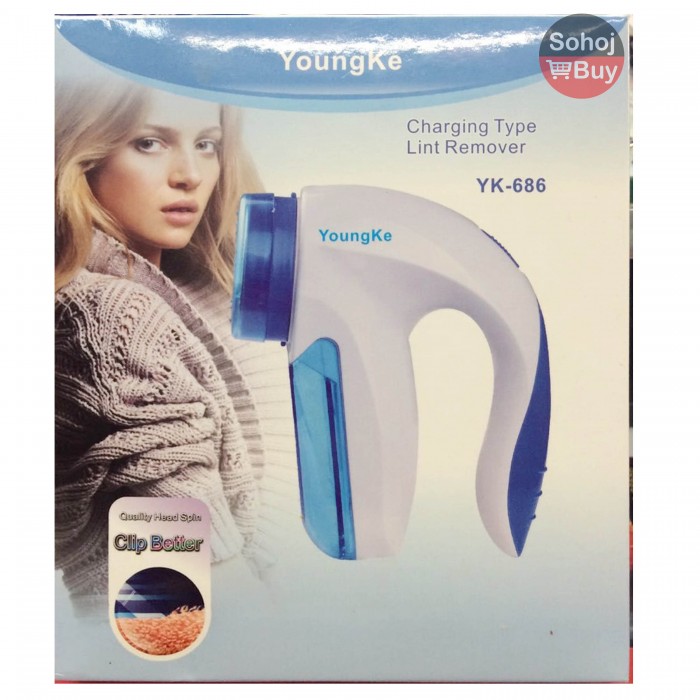 Sohoj
Buy
YoungKe
Charging Type
Lint Remover
YK-686
YoungKe
Quality Head Spin
Clip Better